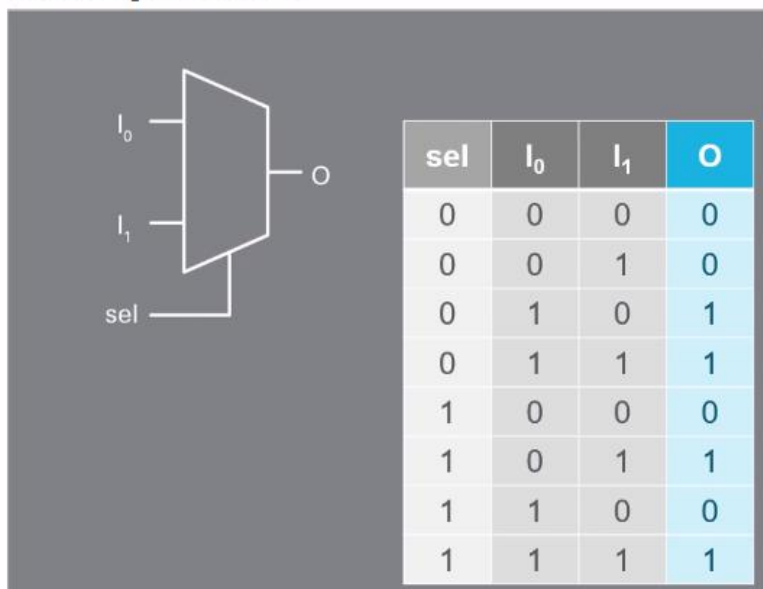 I₀
I₁
O
sel
sel I₀ I₁ O
0 0 0 0
0 0 1 0
0 1 0 1
0 1 1 1
1 0 0 0
1 0 1 1
1 1 0 0
1 1 1 1